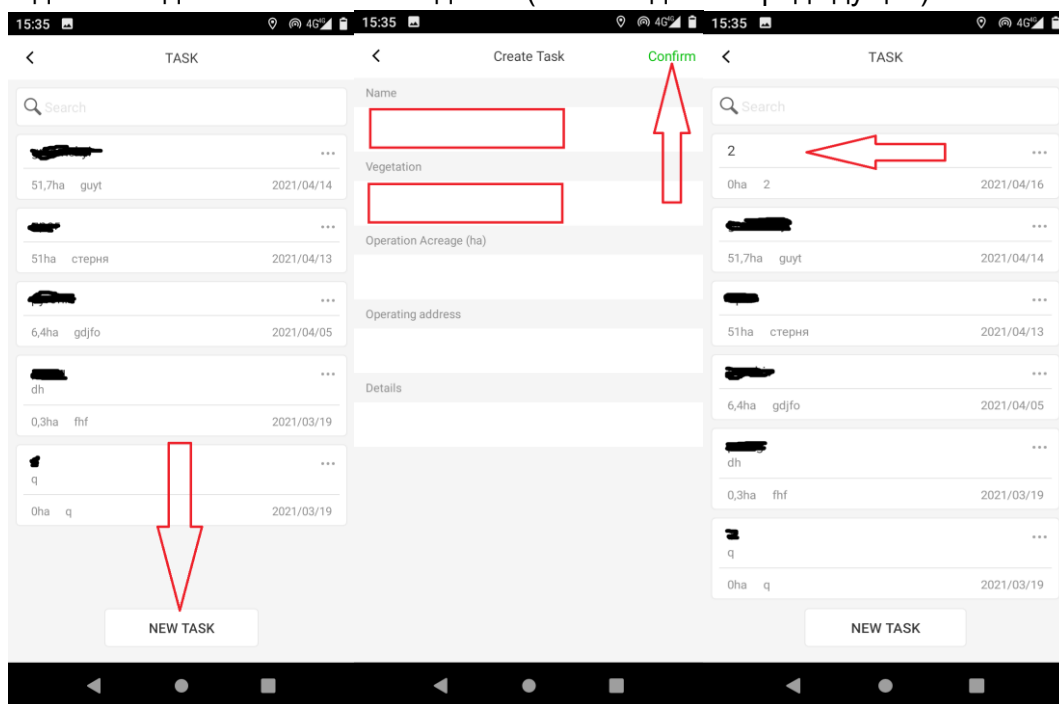 15:35
4G
TASK
Search
51,7ha guyt 2021/04/14
51ha стерня 2021/04/13
6,4ha gdjfo 2021/04/05
dh
0,3ha fhf 2021/03/19
q
0ha q 2021/03/19
NEW TASK
15:35
4G
Create Task Confirm
Name
Vegetation
Operation Acreage (ha)
Operating address
Details
15:35
4G
TASK
Search
2
0ha 2 2021/04/16
51,7ha guyt 2021/04/14
51ha стерня 2021/04/13
6,4ha gdjfo 2021/04/05
dh
0,3ha fhf 2021/03/19
q
0ha q 2021/03/19
NEW TASK